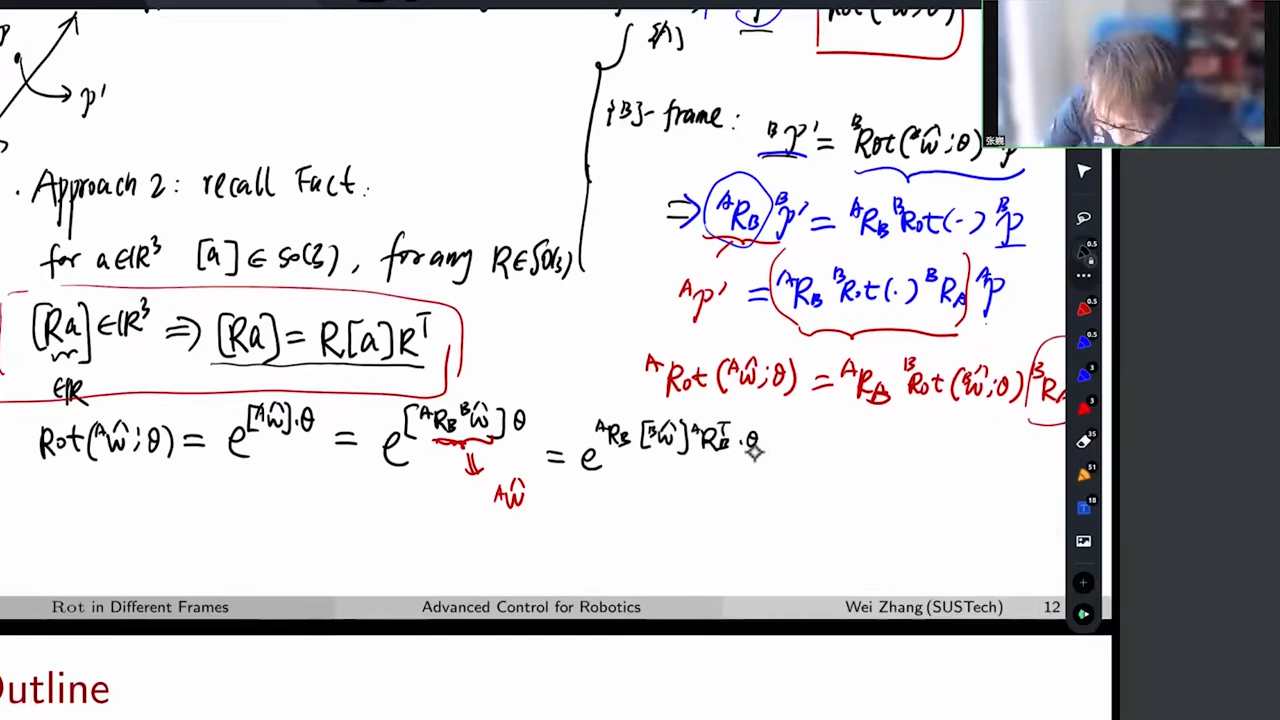 p
→ p'
{A}
{B}-frame: ᴮp' = ᴮRot(ᴮŵ;θ) ᴮp
⇒ ᴬR_B ᴮp' = ᴬR_B ᴮRot(·) ᴮp
ᴬp' = (ᴬR_B ᴮRot(·) ᴮR_A) ᴬp
ᴬRot(ᴬŵ;θ) = ᴬR_B ᴮRot(ᴮŵ;θ) ᴮR_A
· Approach 2: recall Fact:
for a∈ℝ³ [a] ∈ so(3), for any R∈SO(3)
[Ra] ∈ℝ³ ⇒ [Ra] = R[a]Rᵀ
∈ℝ
Rot(ᴬŵ;θ) = e^{[ᴬŵ]·θ} = e^{[ᴬR_B ᴮŵ]θ} = e^{ᴬR_B [ᴮŵ] ᴬR_Bᵀ·θ}
⇓
ᴬŵ
Rot in Different Frames Advanced Control for Robotics Wei Zhang (SUSTech) 12
utline
张巍